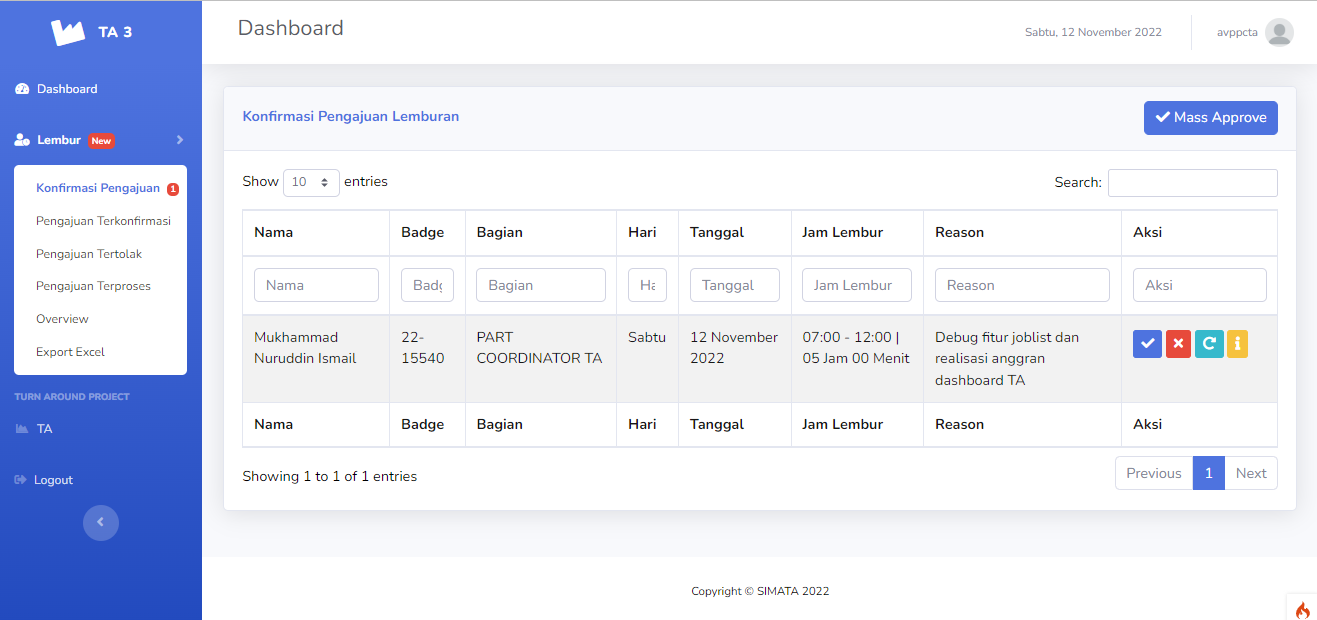 TA 3
Dashboard
Lembur New
Konfirmasi Pengajuan 1
Pengajuan Terkonfirmasi
Pengajuan Tertolak
Pengajuan Terproses
Overview
Export Excel
TURN AROUND PROJECT
TA
Logout
Dashboard
Sabtu, 12 November 2022
avppcta
Konfirmasi Pengajuan Lemburan
Mass Approve
Show 10 entries
Search:
Nama Badge Bagian Hari Tanggal Jam Lembur Reason Aksi
Nama Badg Bagian Ha Tanggal Jam Lembur Reason Aksi
Mukhammad 22- PART Sabtu 12 November 07:00 - 12:00 | Debug fitur joblist dan
Nuruddin Ismail 15540 COORDINATOR TA 2022 05 Jam 00 Menit realisasi anggran
dashboard TA
Nama Badge Bagian Hari Tanggal Jam Lembur Reason Aksi
Showing 1 to 1 of 1 entries
Previous 1 Next
Copyright © SIMATA 2022